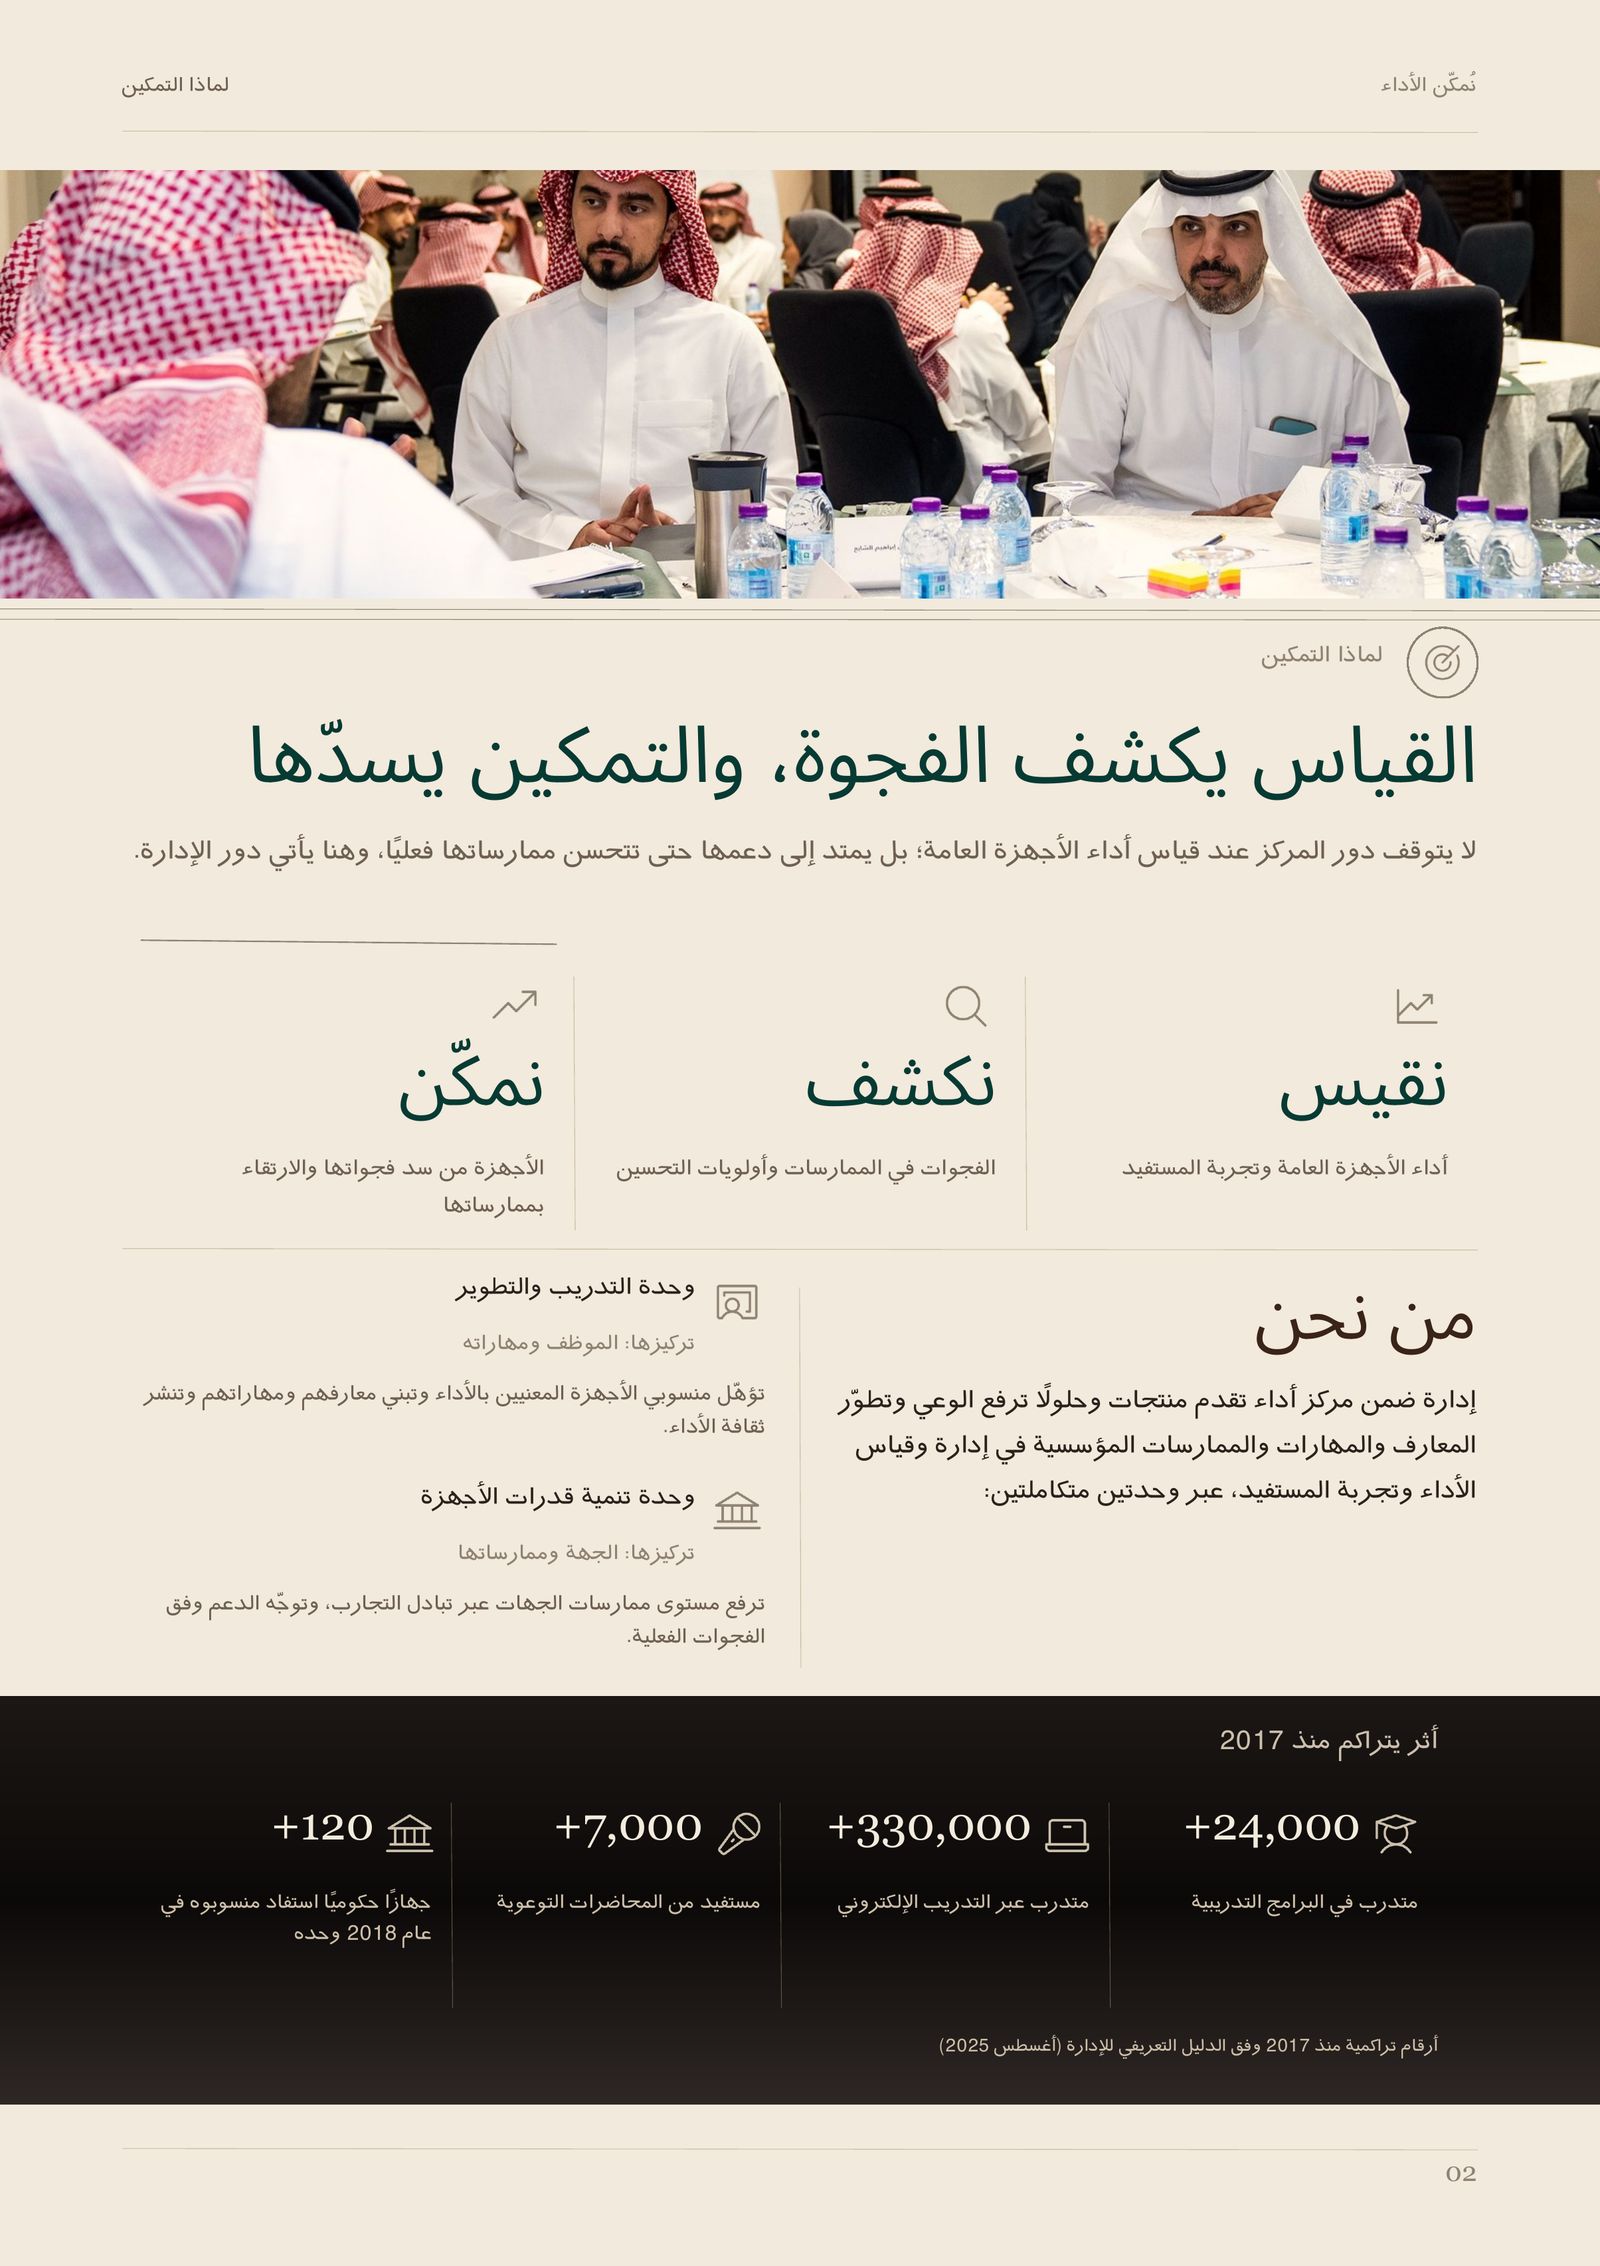 نُمكّن الأداء
لماذا التمكين
إبراهيم الشايع
لماذا التمكين
القياس يكشف الفجوة، والتمكين يسدّها
لا يتوقف دور المركز عند قياس أداء الأجهزة العامة؛ بل يمتد إلى دعمها حتى تتحسن ممارساتها فعليًا، وهنا يأتي دور الإدارة.
نقيس
أداء الأجهزة العامة وتجربة المستفيد
نكشف
الفجوات في الممارسات وأولويات التحسين
نمكّن
الأجهزة من سد فجواتها والارتقاء
بممارساتها
من نحن
إدارة ضمن مركز أداء تقدم منتجات وحلولًا ترفع الوعي وتطوّر
المعارف والمهارات والممارسات المؤسسية في إدارة وقياس
الأداء وتجربة المستفيد، عبر وحدتين متكاملتين:
وحدة التدريب والتطوير
تركيزها: الموظف ومهاراته
تؤهّل منسوبي الأجهزة المعنيين بالأداء وتبني معارفهم ومهاراتهم وتنشر
ثقافة الأداء.
وحدة تنمية قدرات الأجهزة
تركيزها: الجهة وممارساتها
ترفع مستوى ممارسات الجهات عبر تبادل التجارب، وتوجّه الدعم وفق
الفجوات الفعلية.
أثر يتراكم منذ 2017
+24,000
متدرب في البرامج التدريبية
+330,000
متدرب عبر التدريب الإلكتروني
+7,000
مستفيد من المحاضرات التوعوية
+120
جهازًا حكوميًا استفاد منسوبوه في
عام 2018 وحده
أرقام تراكمية منذ 2017 وفق الدليل التعريفي للإدارة (أغسطس 2025)
02